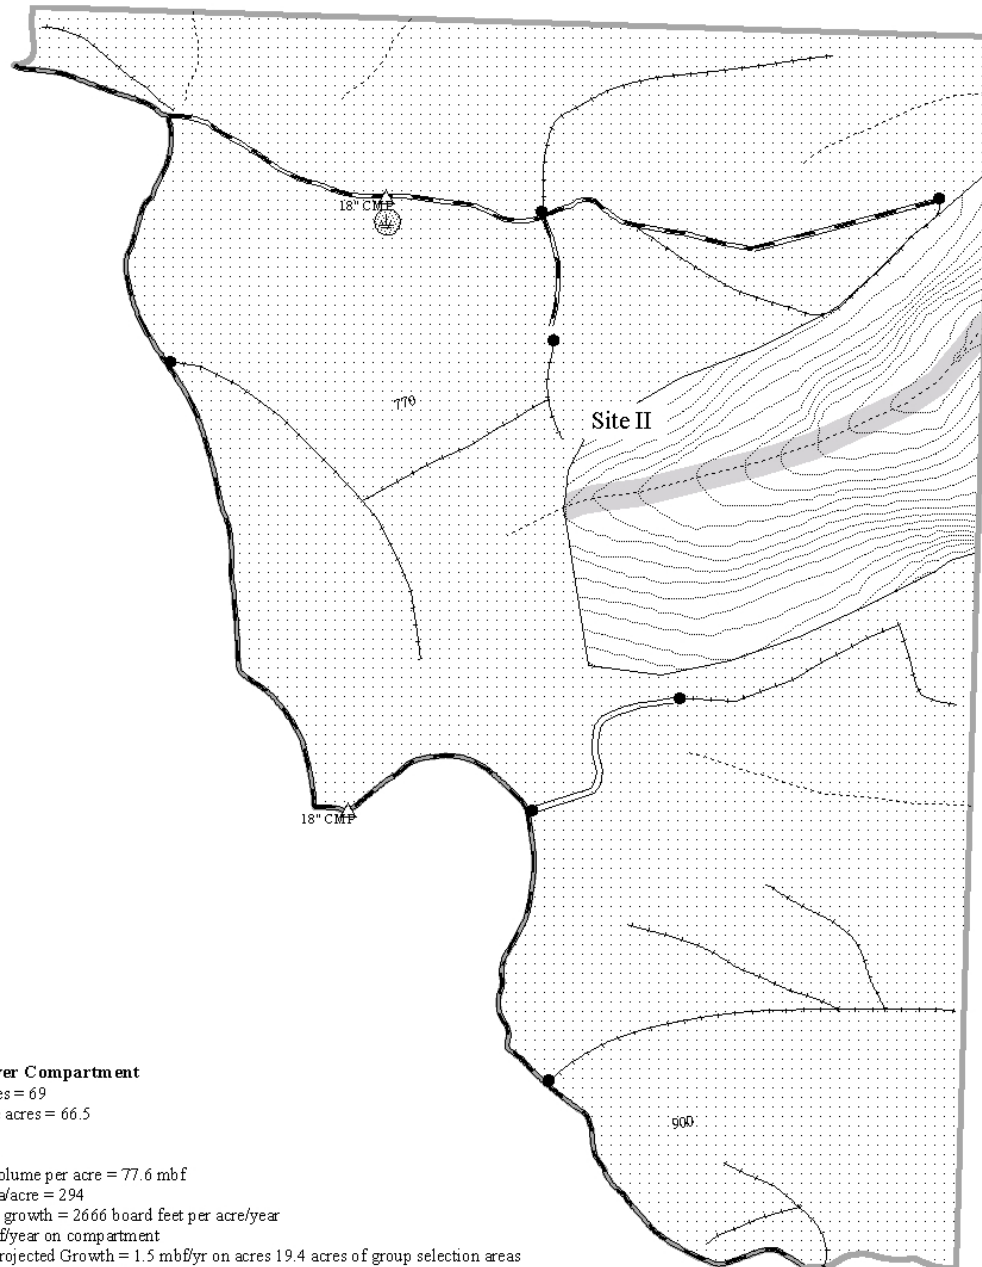 18" CMP
770
Site II
18" CMP
900
ver Compartment
es = 69
acres = 66.5
olume per acre = 77.6 mbf
a/acre = 294
growth = 2666 board feet per acre/year
f/year on compartment
rojected Growth = 1.5 mbf/yr on acres 19.4 acres of group selection areas